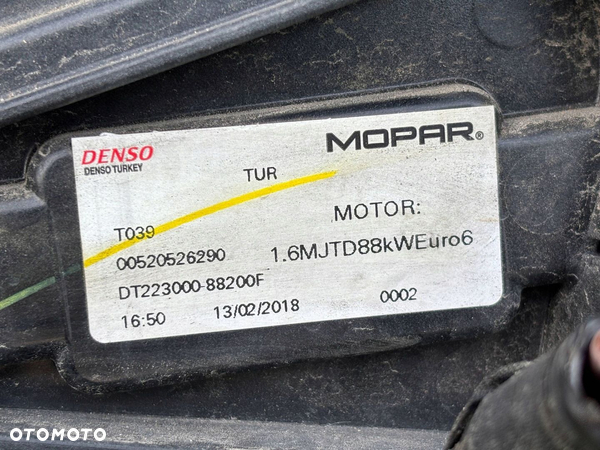 DENSO
DENSO TURKEY
MOPAR®
TUR
T039
MOTOR:
00520526290
1.6MJTD88kWEuro6
DT223000-88200F
16:50 13/02/2018 0002
OTOMOTO